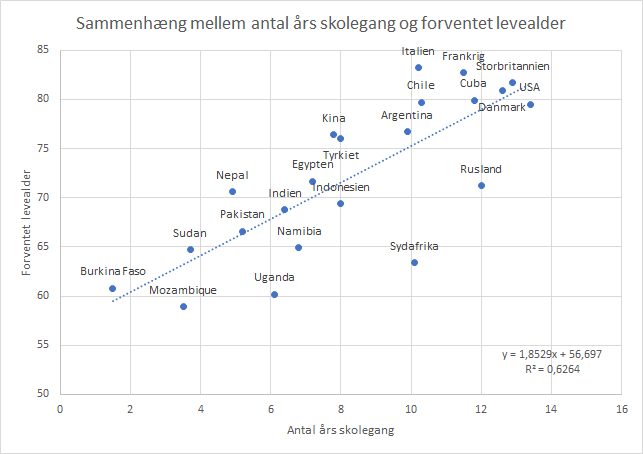 Sammenhæng mellem antal års skolegang og forventet levealder
Forventet levealder
85
80
75
70
65
60
55
50
Italien
Frankrig
Storbritannien
Chile
Cuba
USA
Danmark
Kina
Argentina
Tyrkiet
Egypten
Rusland
Nepal
Indonesien
Indien
Pakistan
Sudan
Namibia
Sydafrika
Burkina Faso
Uganda
Mozambique
y = 1,8529x + 56,697
R² = 0,6264
0 2 4 6 8 10 12 14 16
Antal års skolegang